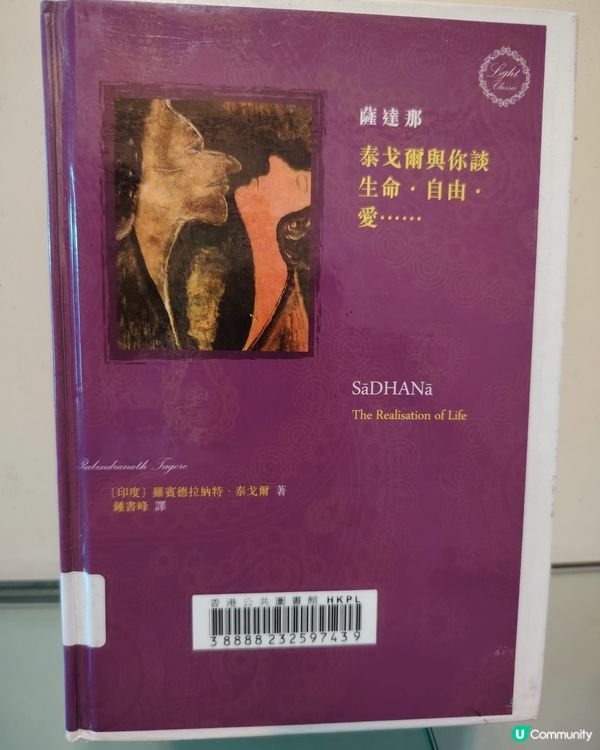 Light
Classic
薩達那
泰戈爾與你談
生命·自由·
愛……
SāDHANā
The Realisation of Life
Rabindranath Tagore
〔印度〕羅賓德拉納特·泰戈爾 著
鍾書峰 譯
香港公共圖書館 HKPL
38888232597439
U Community